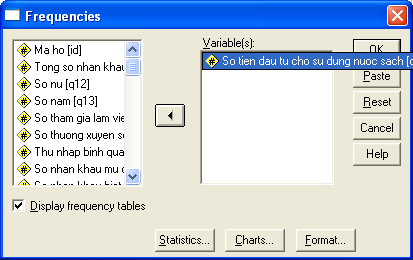 Frequencies
Ma ho [id]
Tong so nhan khau
So nu [q12]
So nam [q13]
So tham gia lam vie
So thuong xuyen s
Thu nhap binh qua
So nhan khau mu c
Variable(s):
So tien dau tu cho su dung nuoc sach [q
OK
Paste
Reset
Cancel
Help
Display frequency tables
Statistics...
Charts...
Format...